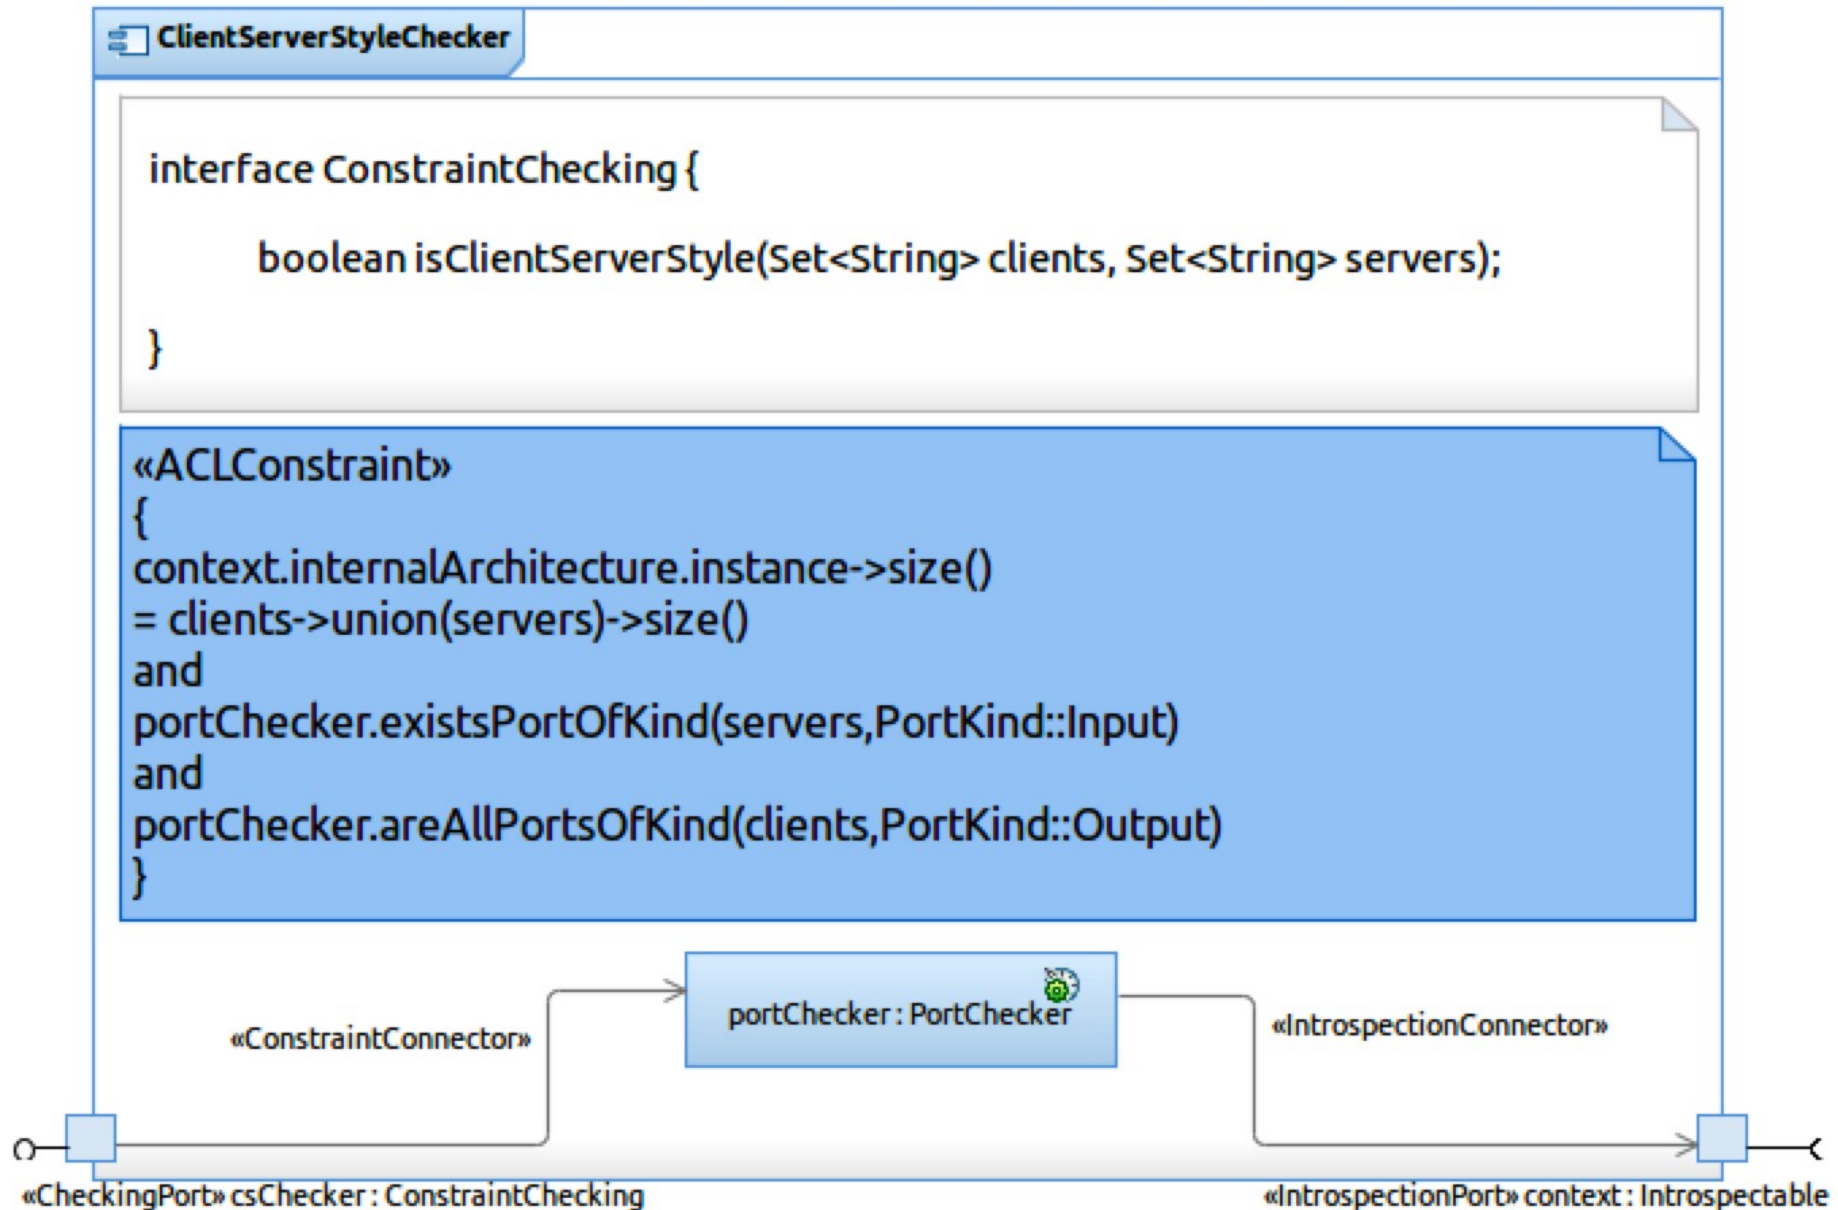 ClientServerStyleChecker
interface ConstraintChecking {
boolean isClientServerStyle(Set<String> clients, Set<String> servers);
}
«ACLConstraint»
{
context.internalArchitecture.instance->size()
= clients->union(servers)->size()
and
portChecker.existsPortOfKind(servers,PortKind::Input)
and
portChecker.areAllPortsOfKind(clients,PortKind::Output)
}
portChecker : PortChecker
«ConstraintConnector»
«IntrospectionConnector»
«CheckingPort» csChecker : ConstraintChecking
«IntrospectionPort» context : Introspectable